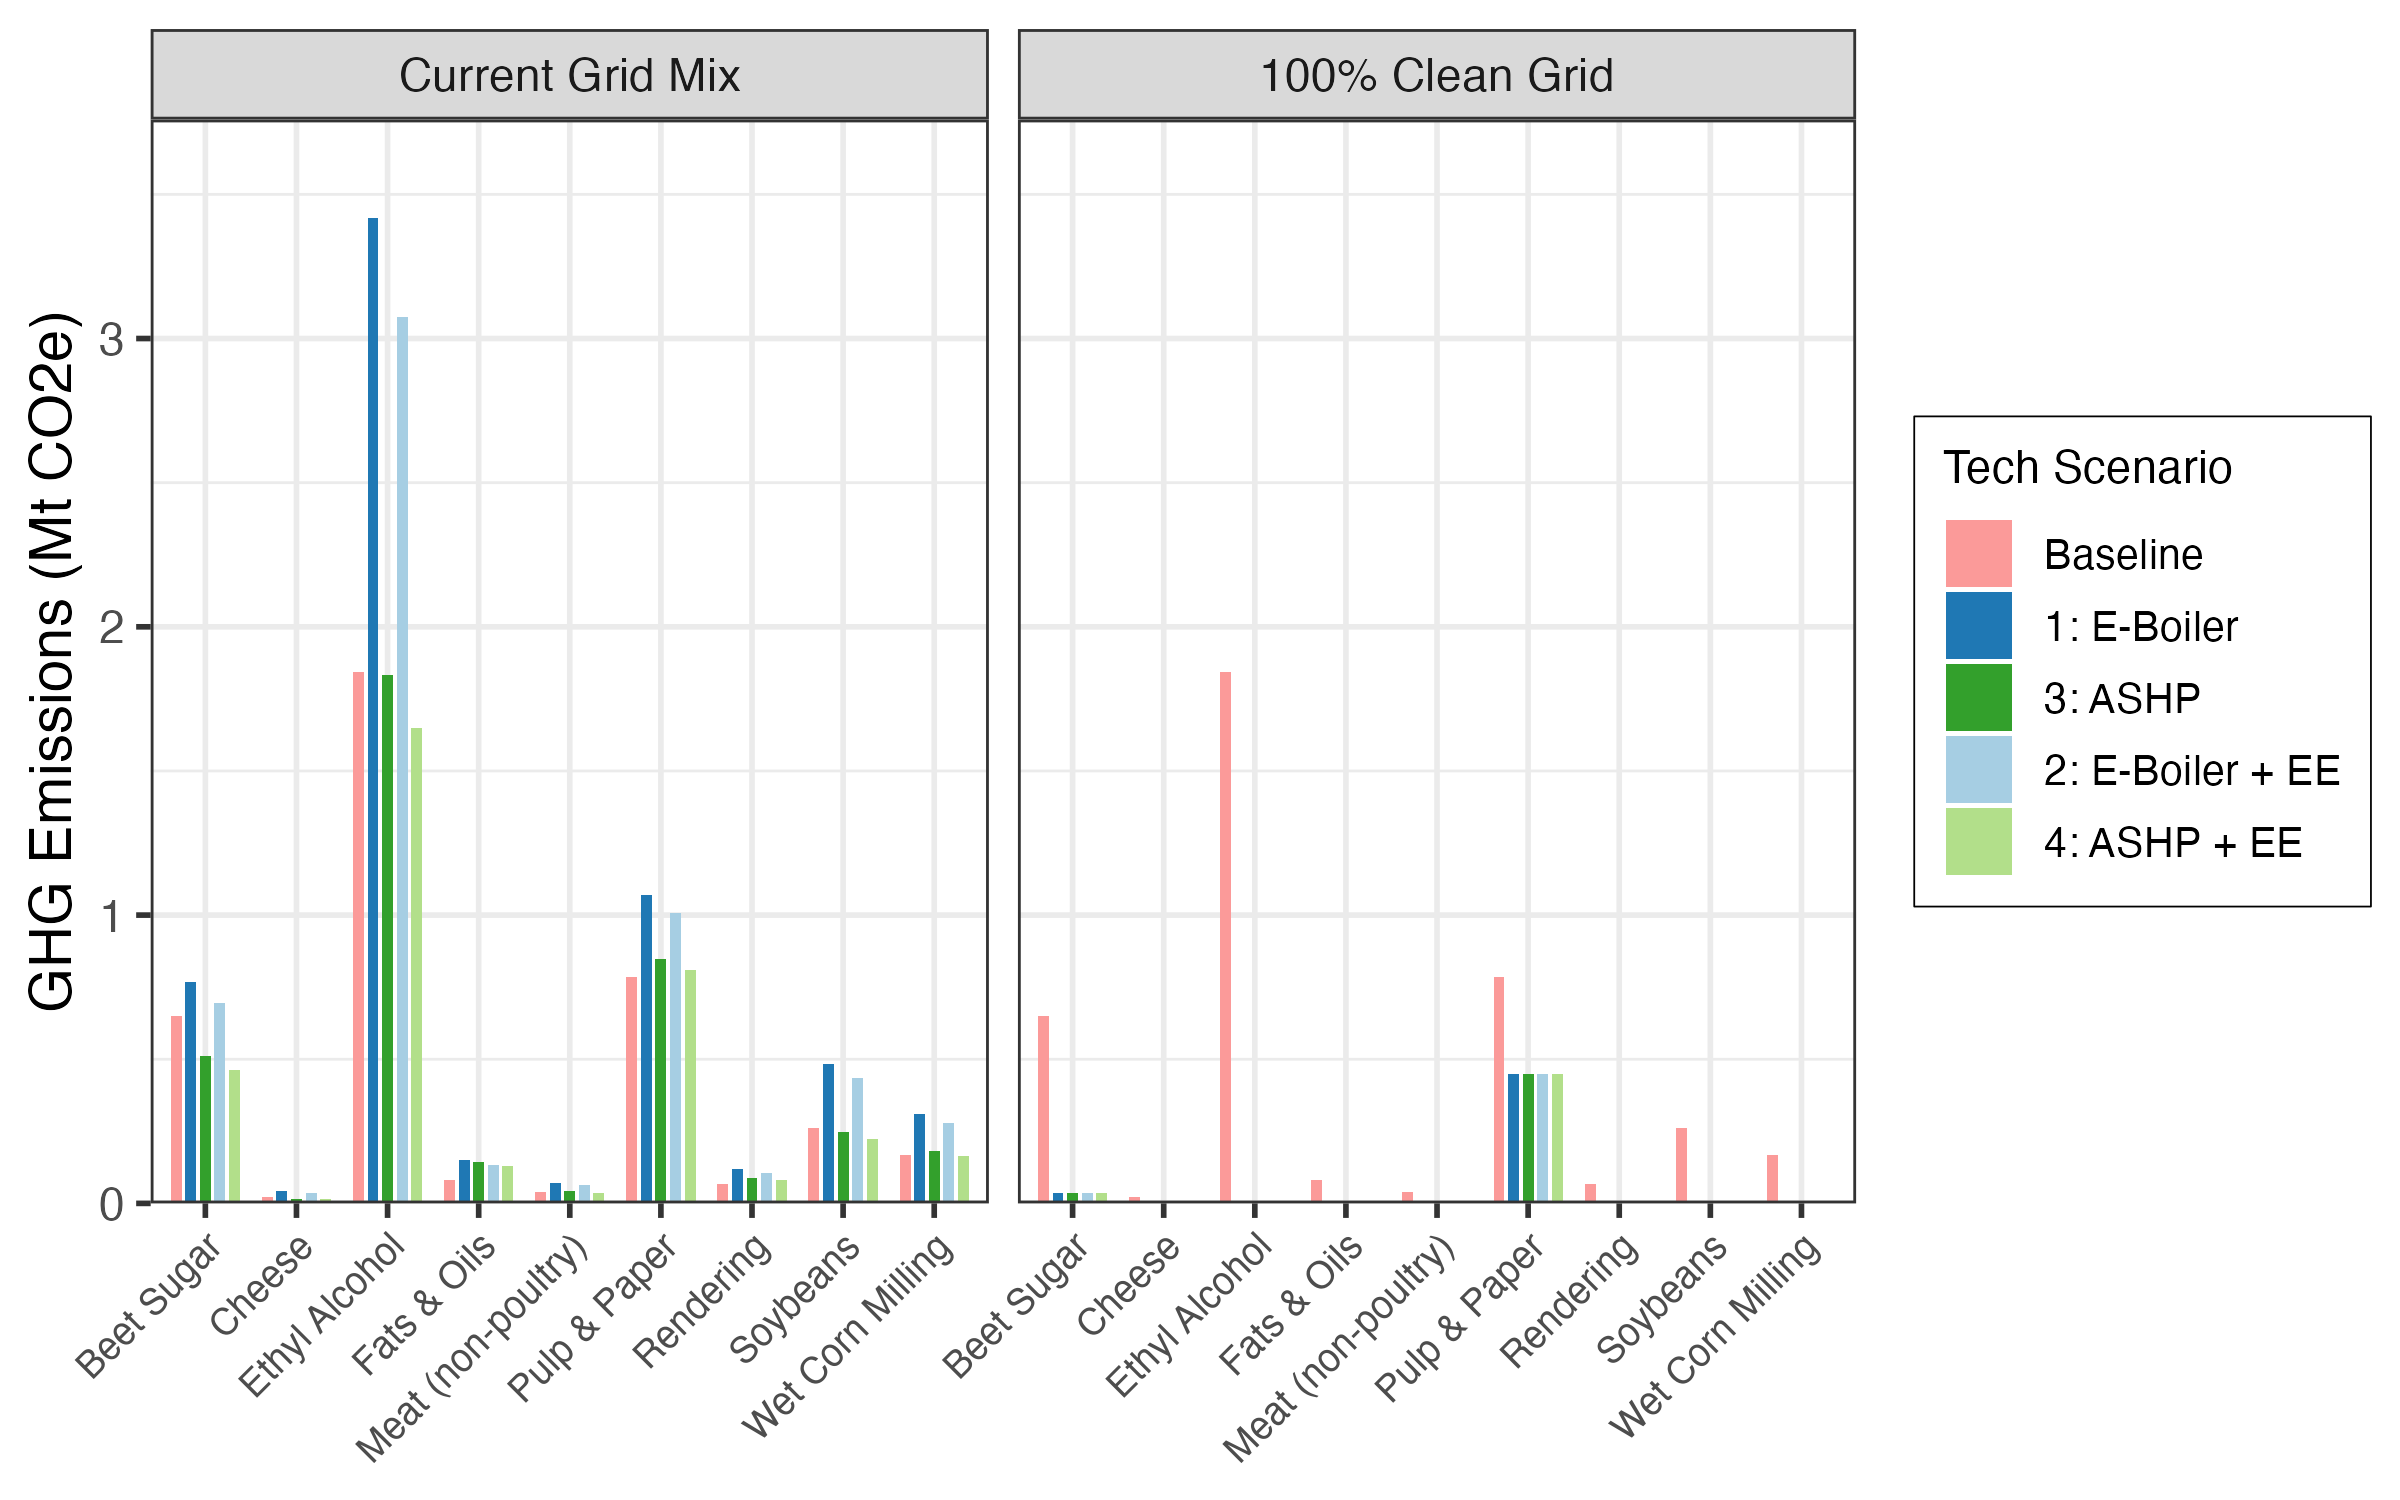 Current Grid Mix
100% Clean Grid
GHG Emissions (Mt CO2e)
3
2
1
0
Beet Sugar
Cheese
Ethyl Alcohol
Fats & Oils
Meat (non-poultry)
Pulp & Paper
Rendering
Soybeans
Wet Corn Milling
Beet Sugar
Cheese
Ethyl Alcohol
Fats & Oils
Meat (non-poultry)
Pulp & Paper
Rendering
Soybeans
Wet Corn Milling
Tech Scenario
Baseline
1: E-Boiler
3: ASHP
2: E-Boiler + EE
4: ASHP + EE